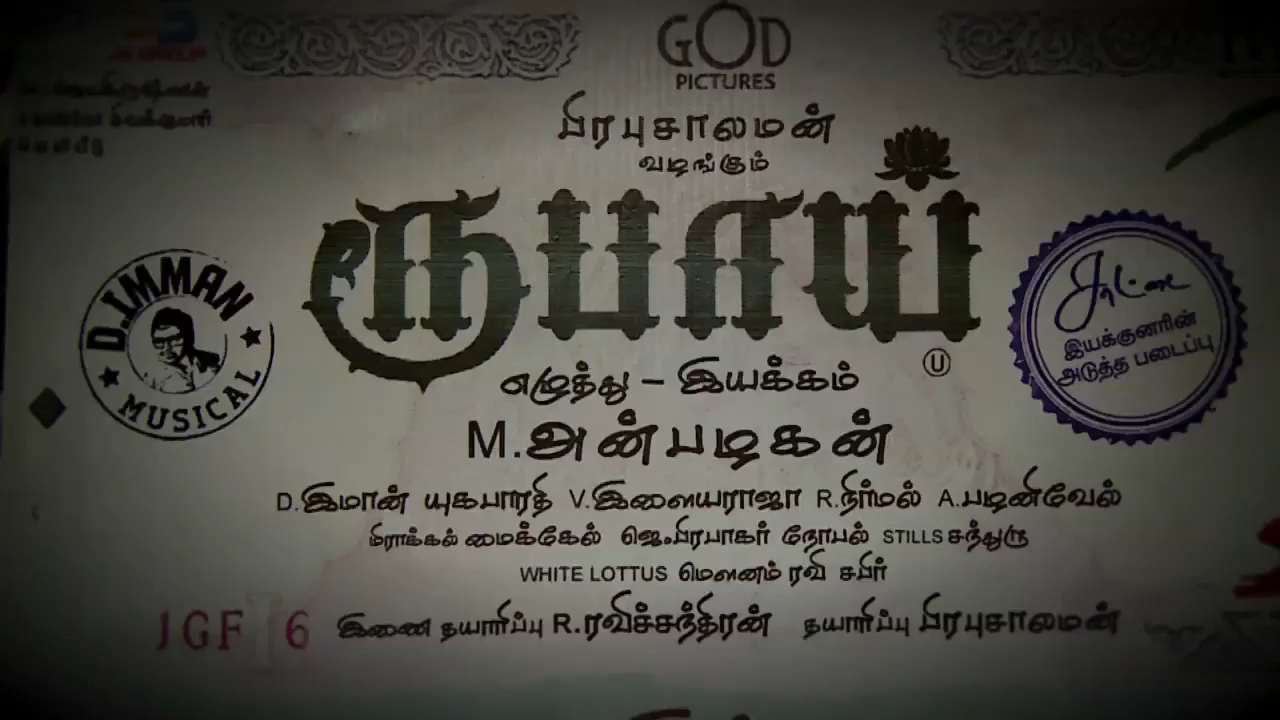 GOD
PICTURES
பிரபுசாலமன்
வழங்கும்
ரூபாய்
U
D.IMMAN
MUSICAL
சாட்டை
இயக்குனரின்
அடுத்த படைப்பு
எழுத்து – இயக்கம்
M.அன்பழகன்
D.இமான் யுகபாரதி V.இளையராஜா R.நிர்மல் A.பழனிவேல்
மிராக்கல் மைக்கேல் ஜெ.பிரபாகர் நோபல் STILLS சந்துரு
WHITE LOTTUS மௌனம் ரவி சபிர்
JGF 6
இணை தயாரிப்பு R.ரவிச்சந்திரன் தயாரிப்பு பிரபுசாலமன்